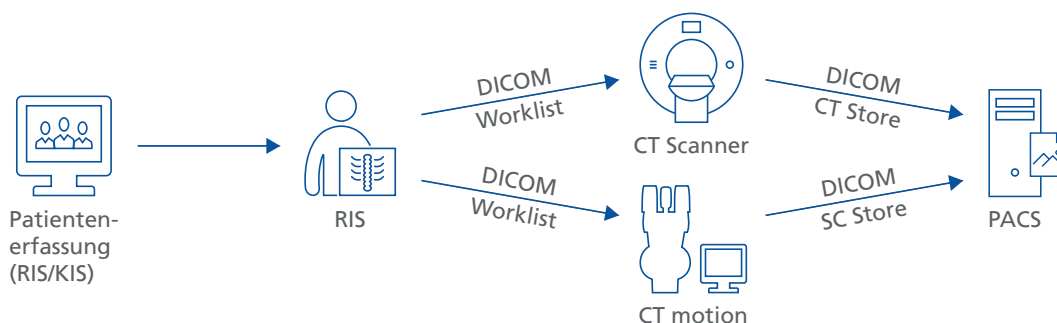 Patienten-
erfassung
(RIS/KIS)
RIS
DICOM
Worklist
DICOM
Worklist
CT Scanner
CT motion
DICOM
CT Store
DICOM
SC Store
PACS